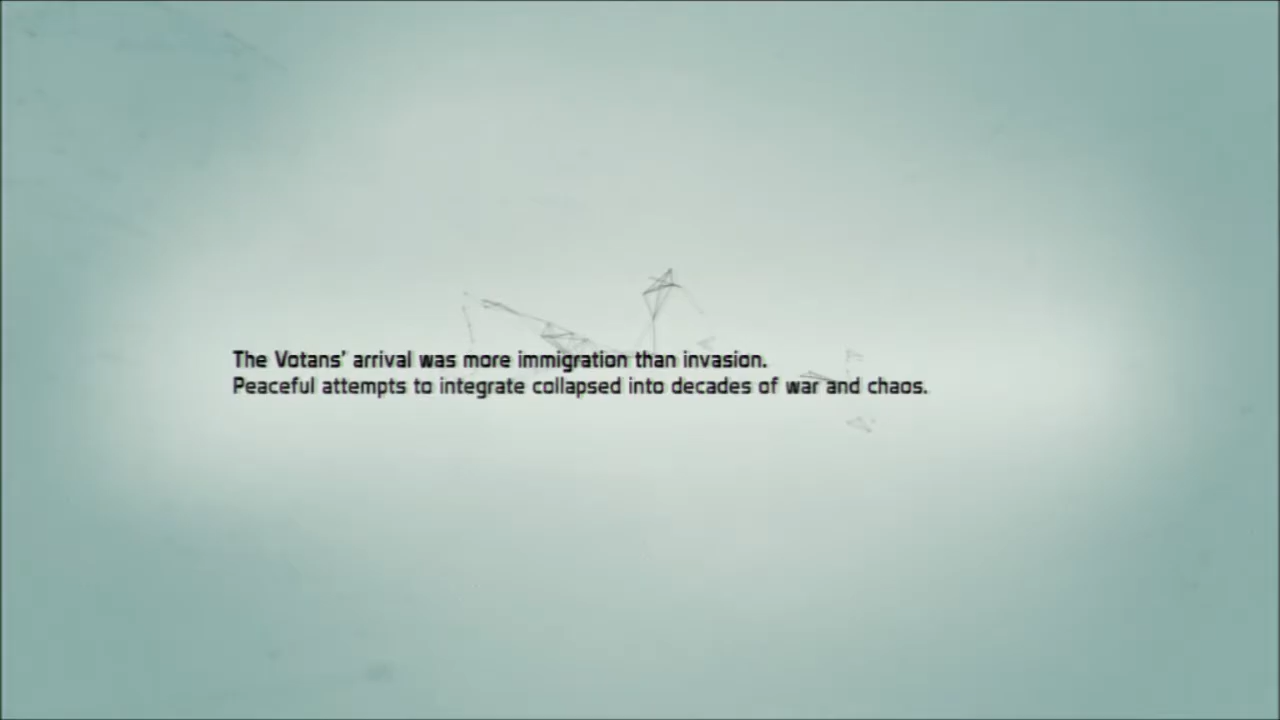 The Votans' arrival was more immigration than invasion.
Peaceful attempts to integrate collapsed into decades of war and chaos.